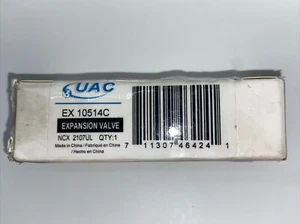 UAC
EX 10514C
EXPANSION VALVE
NCX 2107UL QTY:1
Made in China / Fabriqué en Chine
/ Hecho en China
7 11307 46424 1